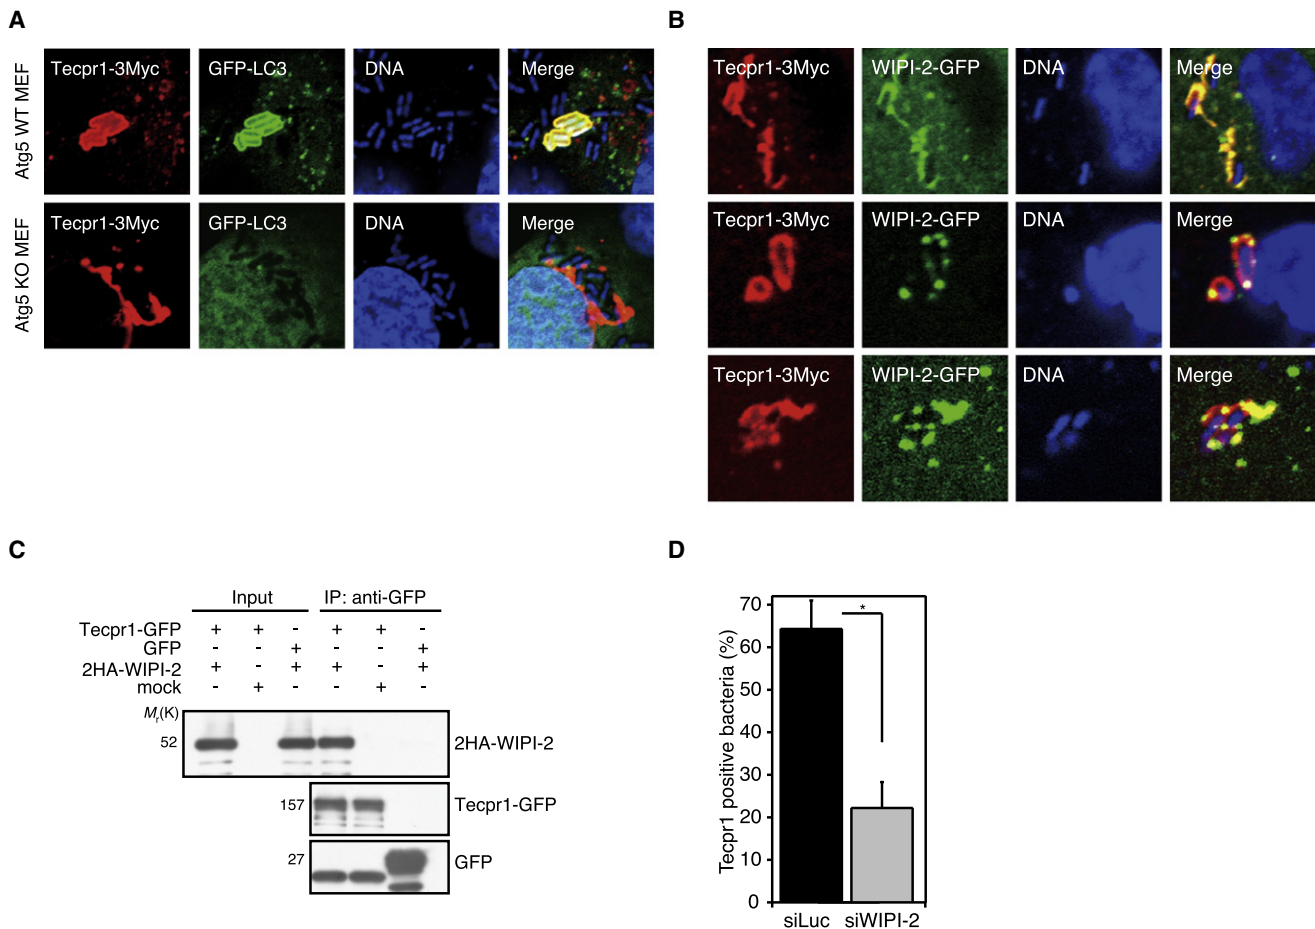 A
Atg5 WT MEF
Tecpr1-3Myc GFP-LC3 DNA Merge
Atg5 KO MEF
Tecpr1-3Myc GFP-LC3 DNA Merge
B
Tecpr1-3Myc WIPI-2-GFP DNA Merge
Tecpr1-3Myc WIPI-2-GFP DNA Merge
Tecpr1-3Myc WIPI-2-GFP DNA Merge
C
Input IP: anti-GFP
Tecpr1-GFP + + - + + -
GFP - - + - - +
2HA-WIPI-2 + - + + - +
mock - + - - + -
Mr(K)
52 2HA-WIPI-2
157 Tecpr1-GFP
27 GFP
D
Tecpr1 positive bacteria (%)
70
60
50
40
30
20
10
0
*
siLuc siWIPI-2